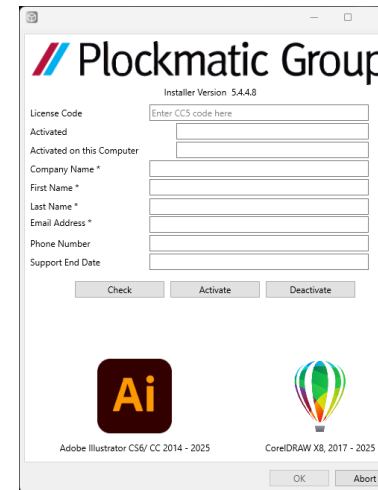 Plockmatic Group
Installer Version 5.4.4.8
License Code Enter CC5 code here
Activated
Activated on this Computer
Company Name *
First Name *
Last Name *
Email Address *
Phone Number
Support End Date
Check Activate Deactivate
Ai
Adobe Illustrator CS6/ CC 2014 - 2025 CorelDRAW X8, 2017 - 2025
OK Abort